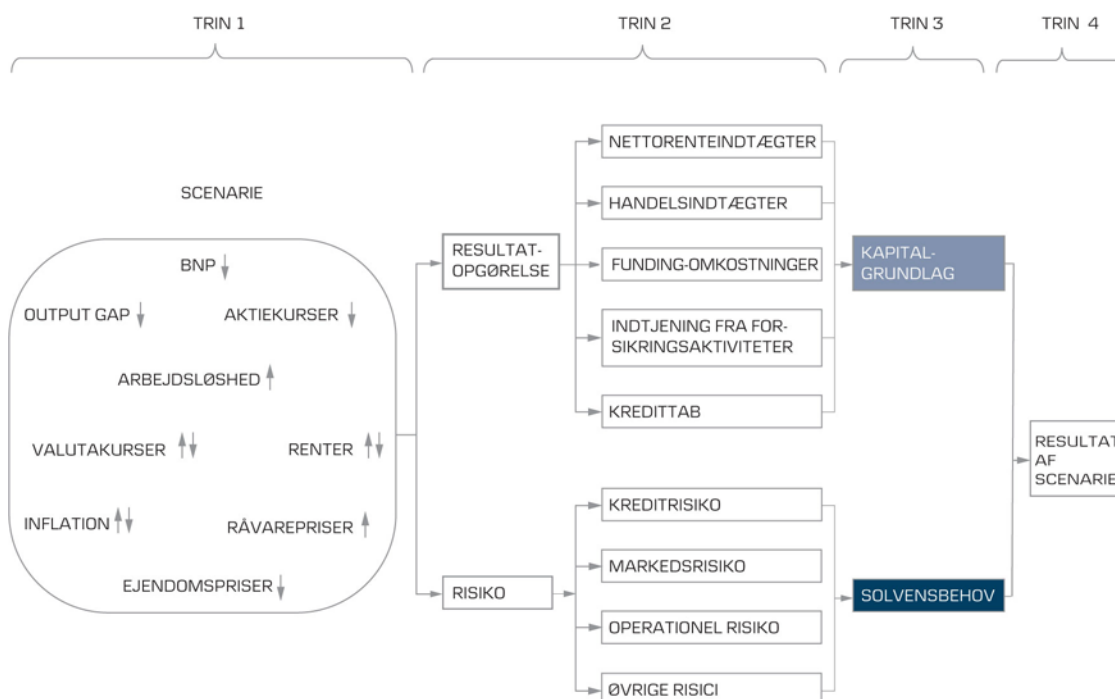 TRIN 1
TRIN 2
TRIN 3
TRIN 4
SCENARIE
BNP
OUTPUT GAP
AKTIEKURSER
ARBEJDSLØSHED
VALUTAKURSER
RENTER
INFLATION
RÅVAREPRISER
EJENDOMSPRISER
RESULTAT-
OPGØRELSE
RISIKO
NETTORENTEINDTÆGTER
HANDELSINDTÆGTER
FUNDING-OMKOSTNINGER
INDTJENING FRA FOR-
SIKRINGSAKTIVITETER
KREDITTAB
KREDITRISIKO
MARKEDSRISIKO
OPERATIONEL RISIKO
ØVRIGE RISICI
KAPITAL-
GRUNDLAG
SOLVENSBEHOV
RESULTAT
AF
SCENARIE